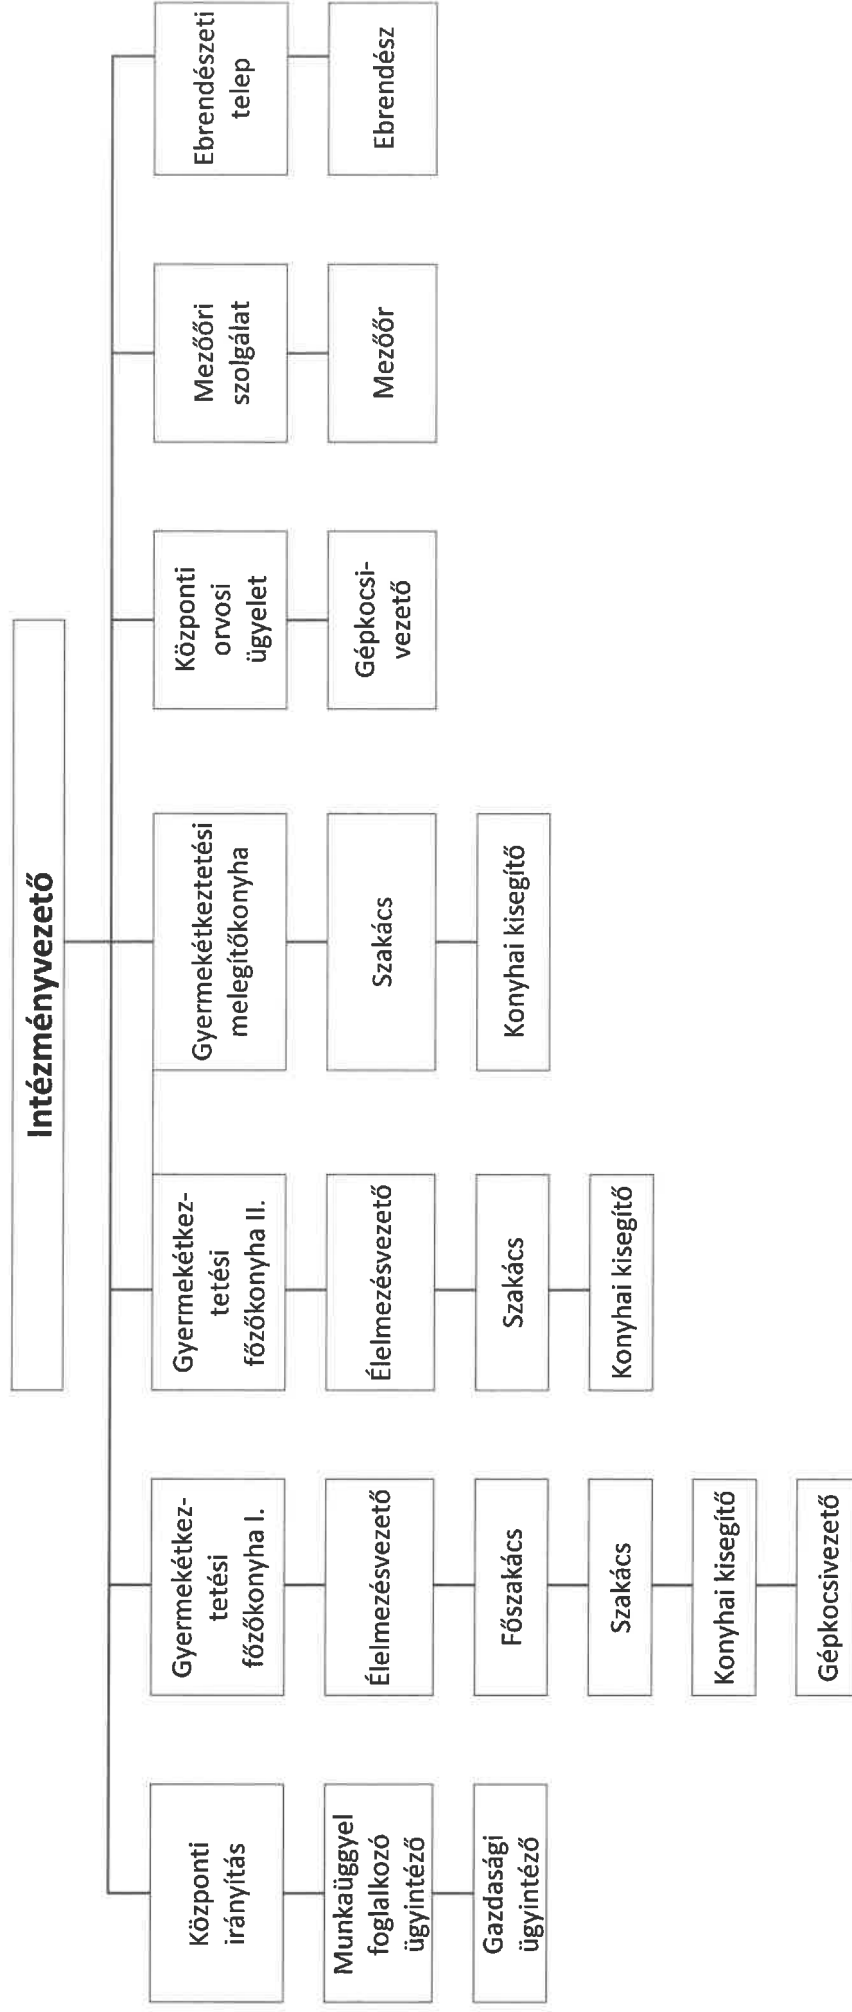 Intézményvezető
Központi
irányítás
Munkaüggyel
foglalkozó
ügyintéző
Gazdasági
ügyintéző
Gyermekétkez-
tetési
főzőkonyha I.
Élelmezésvezető
Főszakács
Szakács
Konyhai kisegítő
Gépkocsivezető
Gyermekétkez-
tetési
főzőkonyha II.
Élelmezésvezető
Szakács
Konyhai kisegítő
Gyermekétkeztetési
melegítőkonyha
Szakács
Konyhai kisegítő
Központi
orvosi
ügyelet
Gépkocsi-
vezető
Mezőőri
szolgálat
Mezőőr
Ebrendészeti
telep
Ebrendész